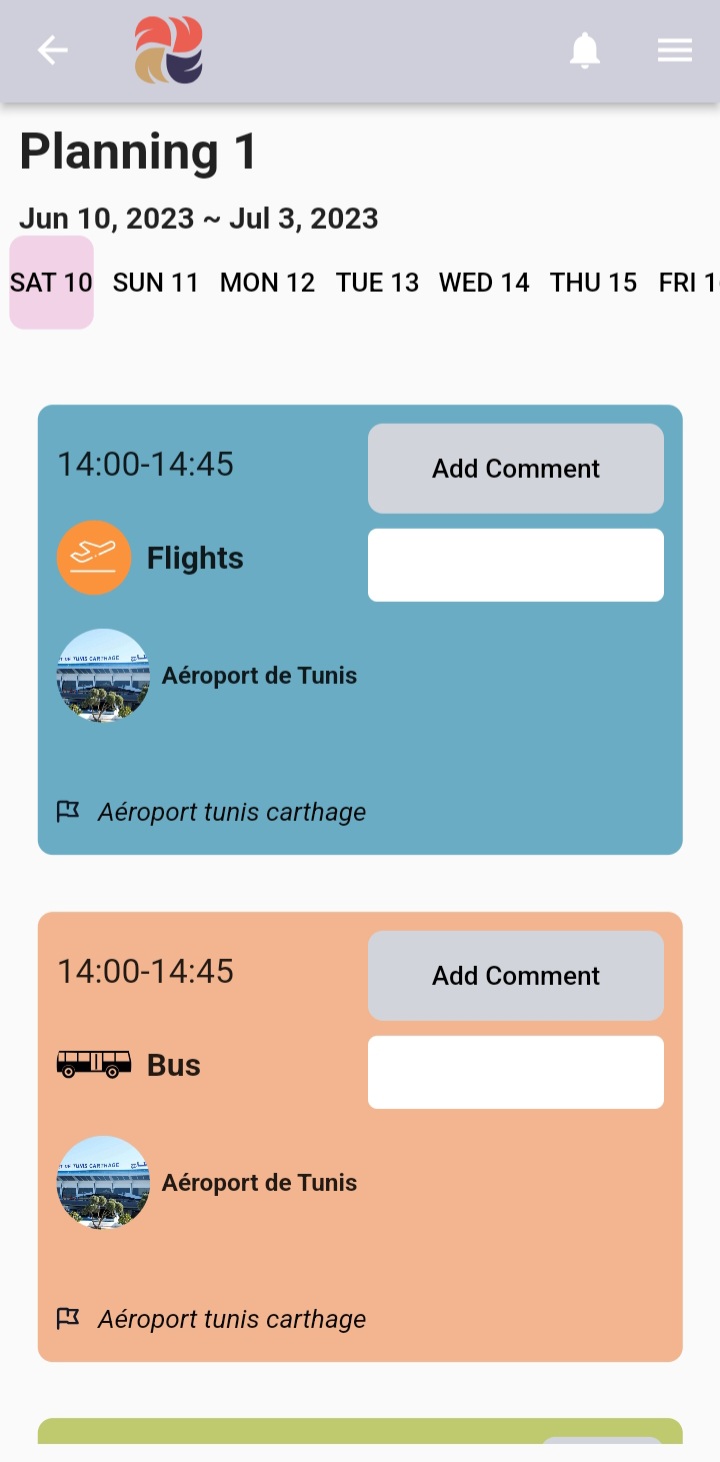 Planning 1
Jun 10, 2023 ~ Jul 3, 2023
SAT 10 SUN 11 MON 12 TUE 13 WED 14 THU 15 FRI 1
14:00-14:45 Add Comment
Flights
Aéroport de Tunis
Aéroport tunis carthage
14:00-14:45 Add Comment
Bus
Aéroport de Tunis
Aéroport tunis carthage